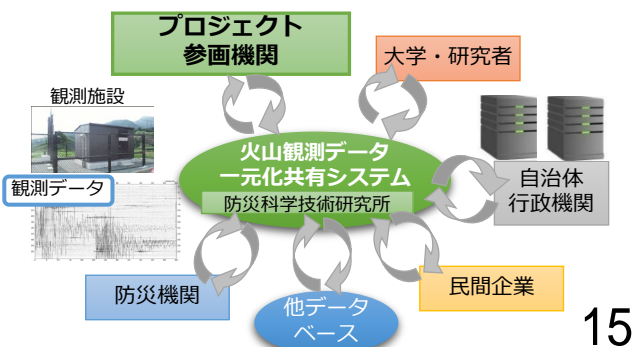 プロジェクト
参画機関
大学・研究者
観測施設
火山観測データ
一元化共有システム
防災科学技術研究所
観測データ
自治体
行政機関
防災機関
他データ
ベース
民間企業
15